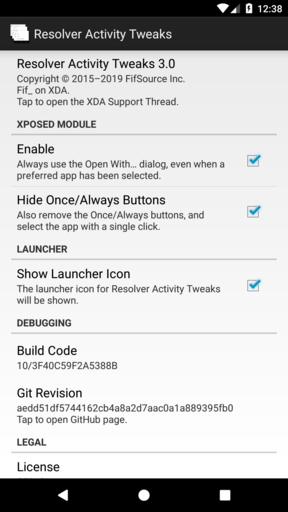 12:38
Resolver Activity Tweaks
Resolver Activity Tweaks 3.0
Copyright © 2015–2019 FifSource Inc.
Fif_ on XDA.
Tap to open the XDA Support Thread.
XPOSED MODULE
Enable
Always use the Open With… dialog, even when a
preferred app has been selected.
Hide Once/Always Buttons
Also remove the Once/Always buttons, and
select the app with a single click.
LAUNCHER
Show Launcher Icon
The launcher icon for Resolver Activity Tweaks
will be shown.
DEBUGGING
Build Code
10/3F40C59F2A5388B
Git Revision
aedd51df5744162cb4a8a2d7aac0a1a889395fb0
Tap to open GitHub page.
LEGAL
License